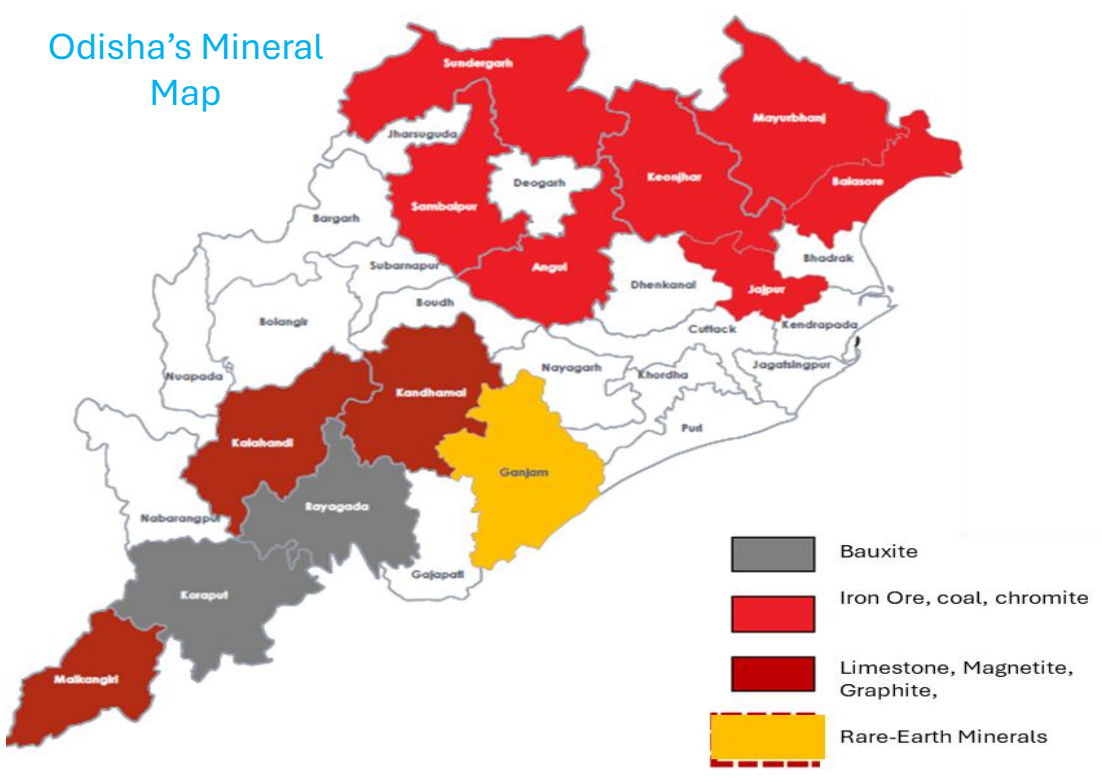 Odisha's Mineral
Map
Sundergarh
Mayurbhanj
Jharsuguda
Keonjhar
Deogarh
Balasore
Sambalpur
Bargarh
Bhadrak
Subarnapur
Angul
Dhenkanal
Jajpur
Boudh
Bolangir
Cuttack
Kendrapada
Nayagarh
Khordha
Jagatsingpur
Nuapada
Kandhamal
Puri
Kalahandi
Ganjam
Rayagada
Nabarangpur
Gajapati
Koraput
Malkangiri
Bauxite
Iron Ore, coal, chromite
Limestone, Magnetite,
Graphite,
Rare-Earth Minerals